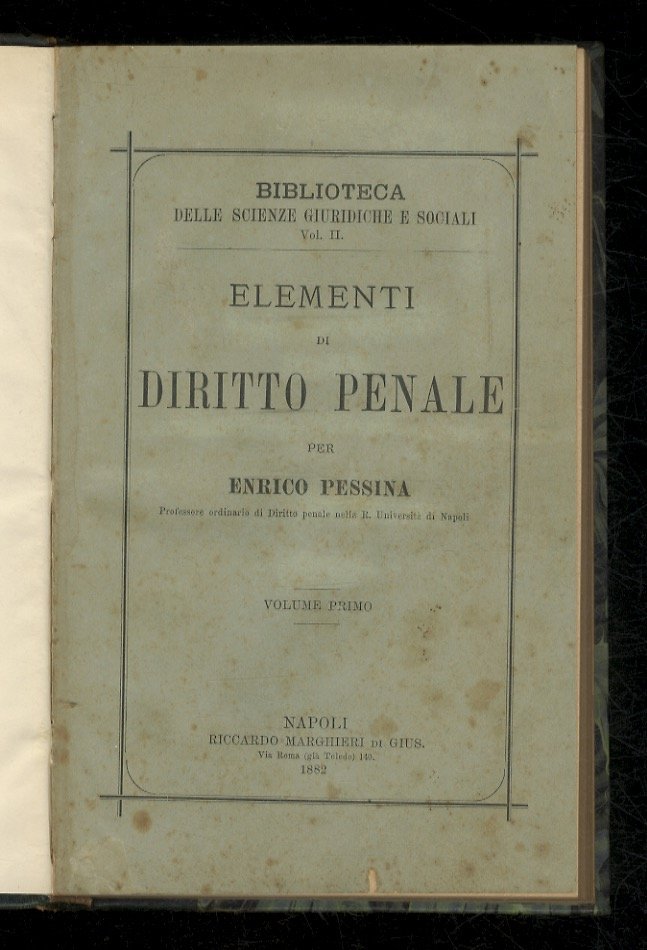 BIBLIOTECA
DELLE SCIENZE GIURIDICHE E SOCIALI
Vol. II.
ELEMENTI
DI
DIRITTO PENALE
PER
ENRICO PESSINA
Professore ordinario di Diritto penale nella R. Università di Napoli
VOLUME PRIMO
NAPOLI
RICCARDO MARGHIERI DI GIUS.
Via Roma (già Toledo) 140.
1882